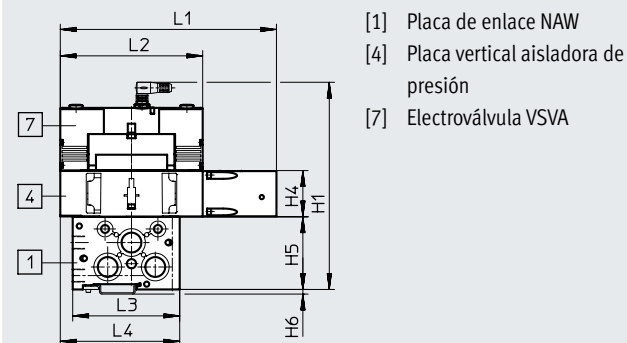 L1
L2
7
4
1
H4
H1
H5
H6
L3
L4
[1] Placa de enlace NAW
[4] Placa vertical aisladora de
presión
[7] Electroválvula VSVA